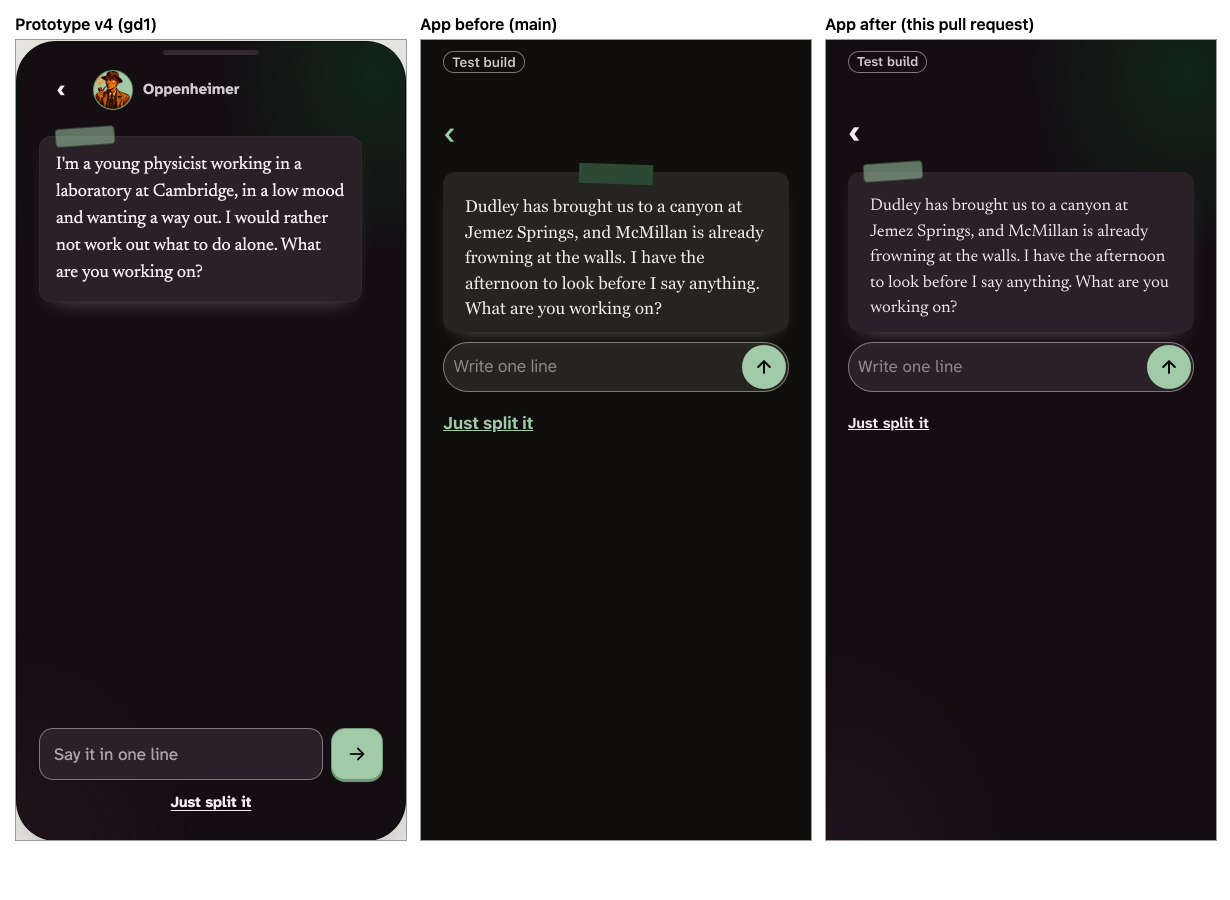 Prototype v4 (gd1)
Oppenheimer
I'm a young physicist working in a
laboratory at Cambridge, in a low mood
and wanting a way out. I would rather
not work out what to do alone. What
are you working on?
Say it in one line
Just split it
App before (main)
Test build
Dudley has brought us to a canyon at
Jemez Springs, and McMillan is already
frowning at the walls. I have the
afternoon to look before I say anything.
What are you working on?
Write one line
Just split it
App after (this pull request)
Test build
Dudley has brought us to a canyon at
Jemez Springs, and McMillan is already
frowning at the walls. I have the afternoon
to look before I say anything. What are you
working on?
Write one line
Just split it